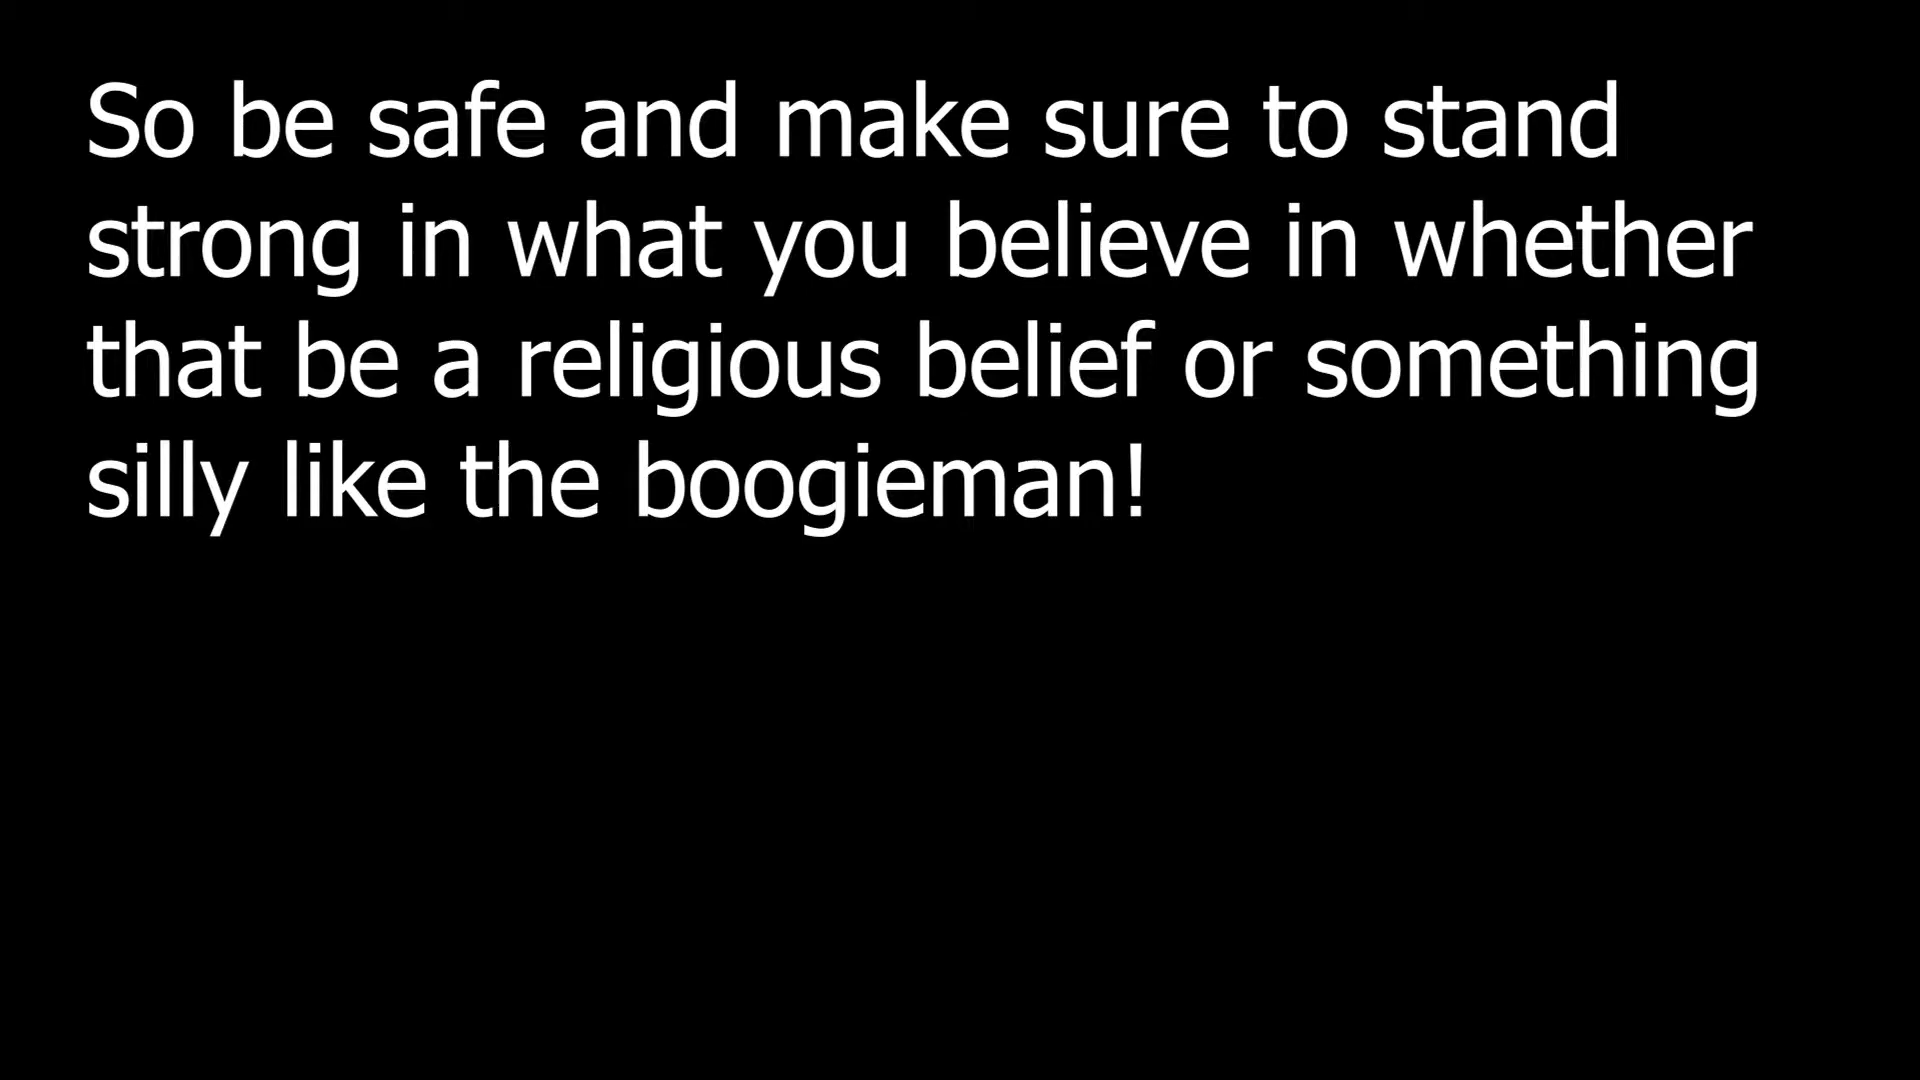 So be safe and make sure to stand
strong in what you believe in whether
that be a religious belief or something
silly like the boogieman!